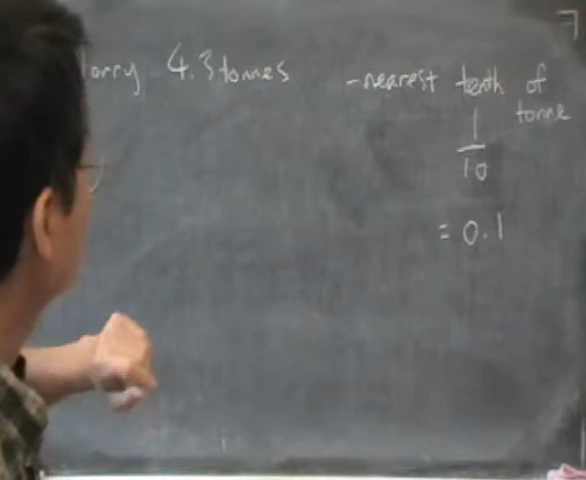 lorry 4.3 tonnes
-nearest tenth of
tonne
1
10
= 0.1